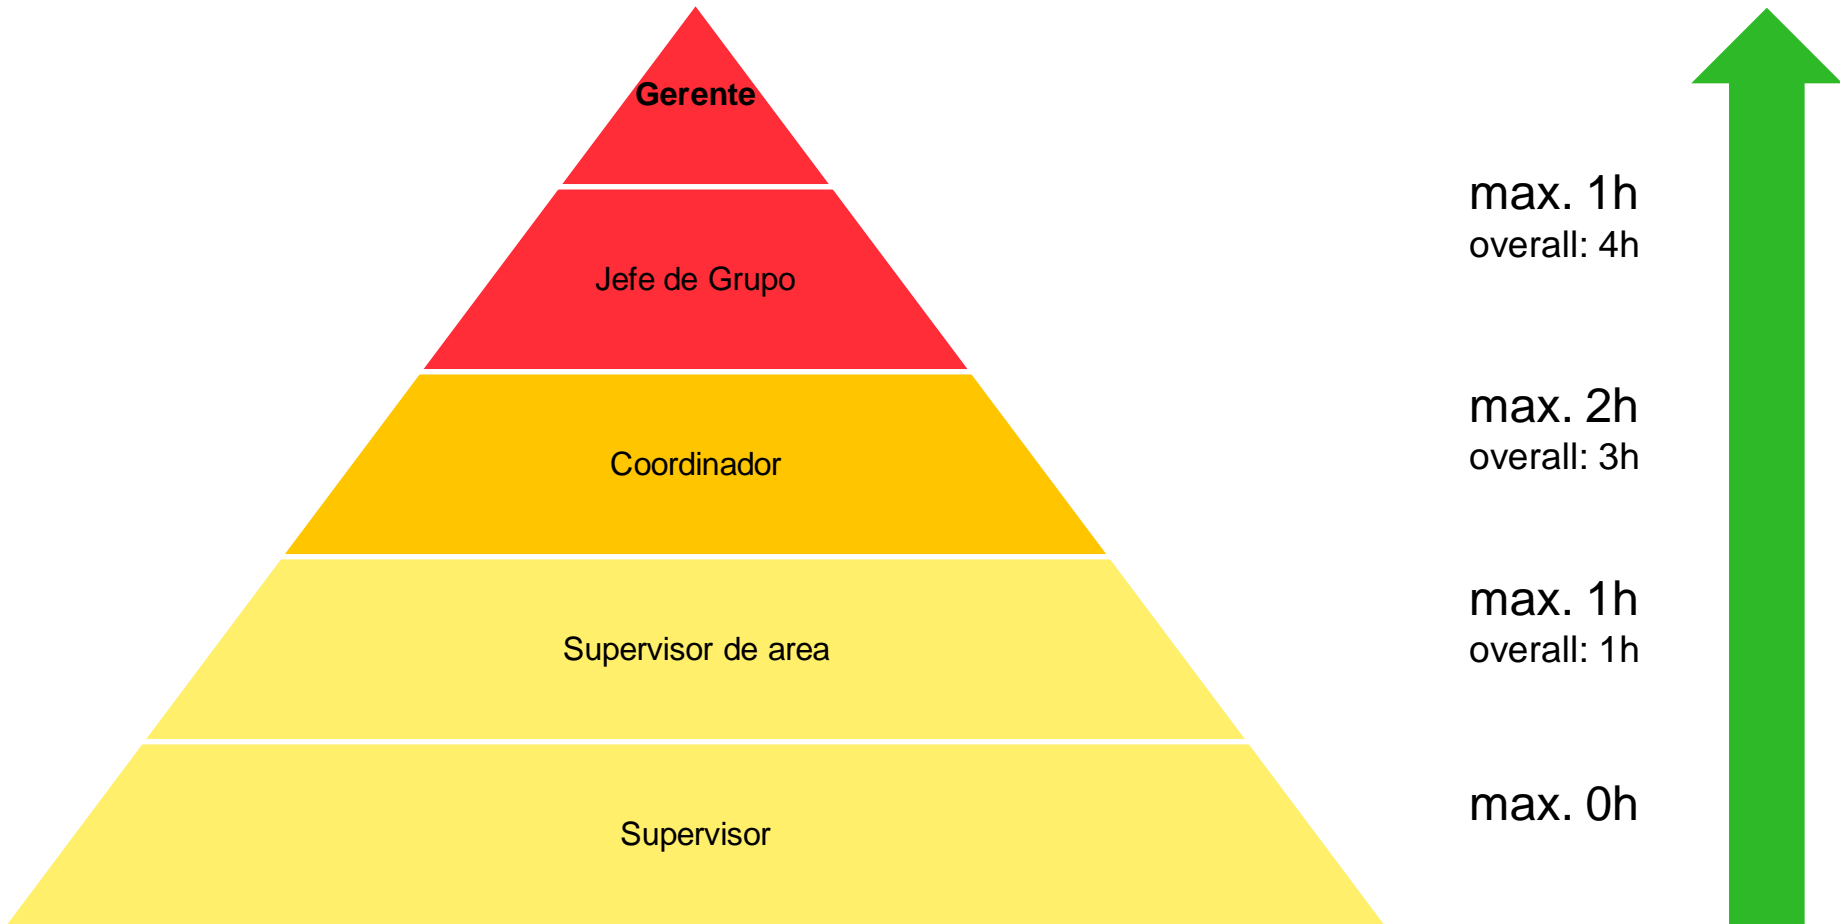 Gerente
max. 1h
overall: 4h
Jefe de Grupo
max. 2h
overall: 3h
Coordinador
max. 1h
overall: 1h
Supervisor de area
max. 0h
Supervisor